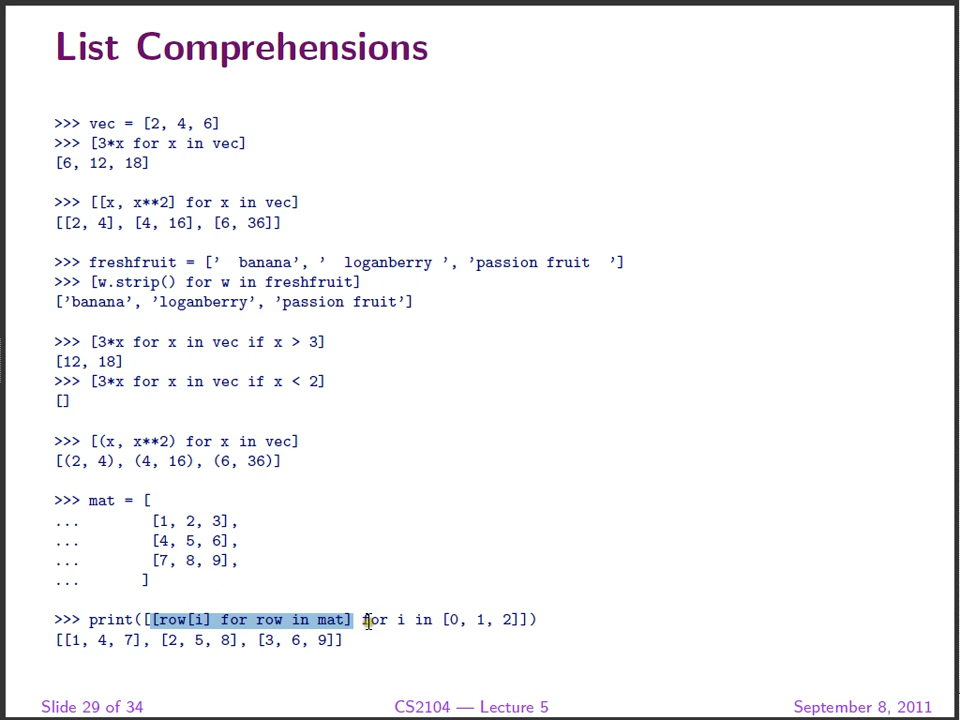 List Comprehensions
>>> vec = [2, 4, 6]
>>> [3*x for x in vec]
[6, 12, 18]
>>> [[x, x**2] for x in vec]
[[2, 4], [4, 16], [6, 36]]
>>> freshfruit = [’  banana’, ’  loganberry ’, ’passion fruit  ’]
>>> [w.strip() for w in freshfruit]
[’banana’, ’loganberry’, ’passion fruit’]
>>> [3*x for x in vec if x > 3]
[12, 18]
>>> [3*x for x in vec if x < 2]
[]
>>> [(x, x**2) for x in vec]
[(2, 4), (4, 16), (6, 36)]
>>> mat = [
...        [1, 2, 3],
...        [4, 5, 6],
...        [7, 8, 9],
...       ]
>>> print([[row[i] for row in mat] for i in [0, 1, 2]])
[[1, 4, 7], [2, 5, 8], [3, 6, 9]]
Slide 29 of 34 CS2104 — Lecture 5 September 8, 2011